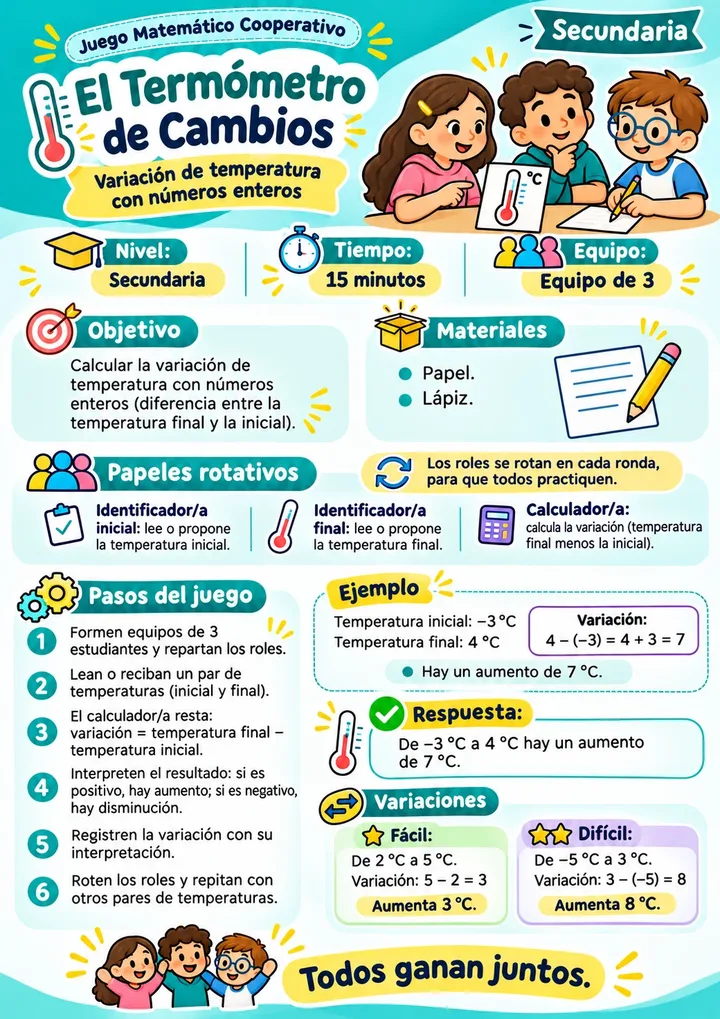 Juego Matemático Cooperativo
Secundaria
El Termómetro
de Cambios
Variación de temperatura
con números enteros
°C
Nivel:
Secundaria
Tiempo:
15 minutos
Equipo:
Equipo de 3
Objetivo
Calcular la variación de
temperatura con números
enteros (diferencia entre la
temperatura final y la inicial).
Materiales
Papel.
Lápiz.
Papeles rotativos
Los roles se rotan en cada ronda,
para que todos practiquen.
Identificador/a
inicial: lee o propone
la temperatura inicial.
Identificador/a
final: lee o propone
la temperatura final.
Calculador/a:
calcula la variación (temperatura
final menos la inicial).
Pasos del juego
1
Formen equipos de 3
estudiantes y repartan los roles.
2
Lean o reciban un par de
temperaturas (inicial y final).
3
El calculador/a resta:
variación = temperatura final –
temperatura inicial.
4
Interpreten el resultado: si es
positivo, hay aumento; si es negativo,
hay disminución.
5
Registren la variación con su
interpretación.
6
Roten los roles y repitan con
otros pares de temperaturas.
Ejemplo
Temperatura inicial: −3 °C
Temperatura final: 4 °C
Variación:
4 − (−3) = 4 + 3 = 7
Hay un aumento de 7 °C.
Respuesta:
De −3 °C a 4 °C hay un aumento
de 7 °C.
Variaciones
Fácil:
De 2 °C a 5 °C.
Variación: 5 − 2 = 3
Aumenta 3 °C.
Difícil:
De −5 °C a 3 °C.
Variación: 3 − (−5) = 8
Aumenta 8 °C.
Todos ganan juntos.